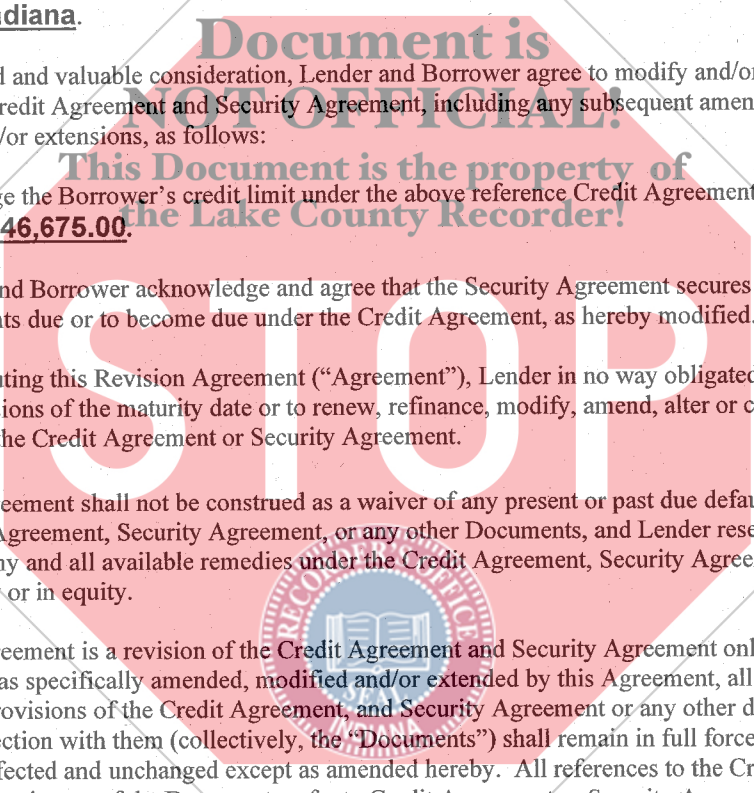 diana.
Document is
d and valuable consideration, Lender and Borrower agree to modify and/or
NOT OFFICIAL!
redit Agreement and Security Agreement, including any subsequent amen
/or extensions, as follows:
This Document is the property of
ge the Borrower's credit limit under the above reference Credit Agreement
the Lake County Recorder!
46,675.00.
nd Borrower acknowledge and agree that the Security Agreement secures
nts due or to become due under the Credit Agreement, as hereby modified.
STOP
uting this Revision Agreement (“Agreement”), Lender in no way obligated
sions of the maturity date or to renew, refinance, modify, amend, alter or c
the Credit Agreement or Security Agreement.
reement shall not be construed as a waiver of any present or past due defau
Agreement, Security Agreement, or any other Documents, and Lender rese
ny and all available remedies under the Credit Agreement, Security Agree
or in equity.
RECORDER'S OFFICE
SEAL
INDIANA
reement is a revision of the Credit Agreement and Security Agreement onl
as specifically amended, modified and/or extended by this Agreement, all
rovisions of the Credit Agreement, and Security Agreement or any other d
ection with them (collectively, the “Documents”) shall remain in full force
ffected and unchanged except as amended hereby. All references to the Cr